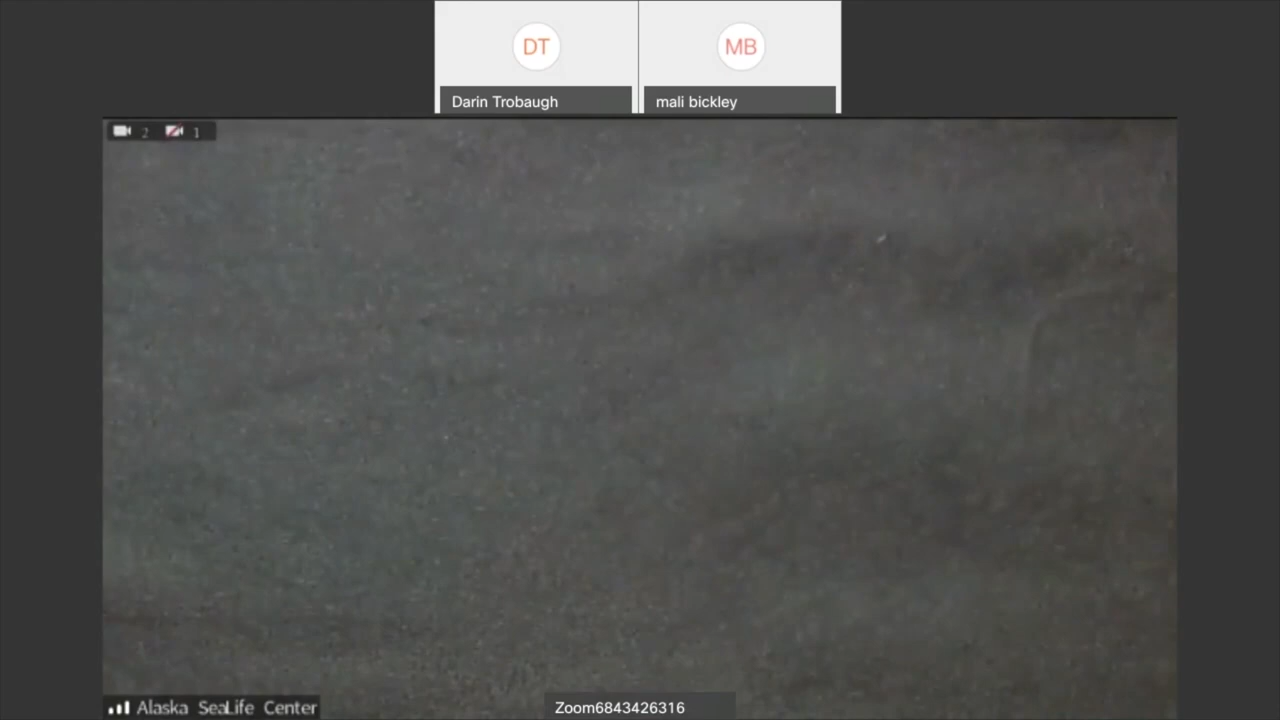 DT
MB
Darin Trobaugh
mali bickley
2
1
Alaska SeaLife Center
Zoom6843426316